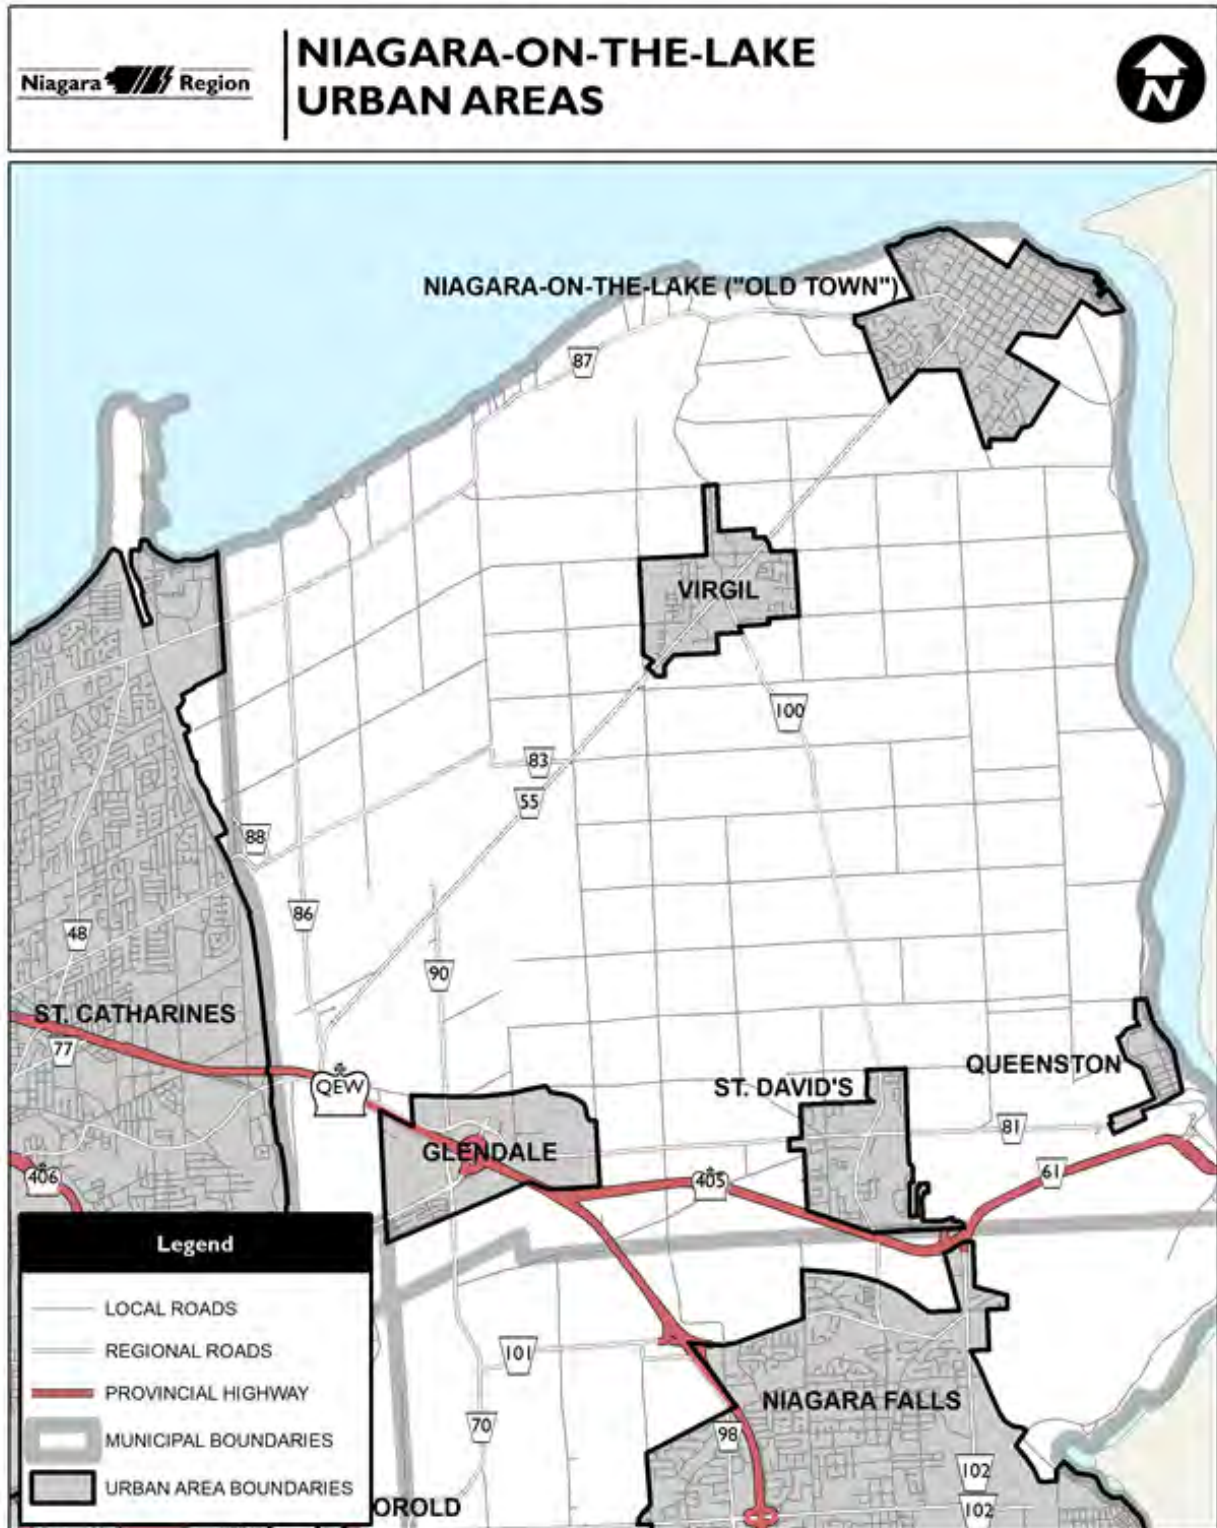 Niagara Region
NIAGARA-ON-THE-LAKE
URBAN AREAS
N
NIAGARA-ON-THE-LAKE ("OLD TOWN")
87
VIRGIL
100
83
55
88
86
48
90
ST. CATHARINES
77
QEW
QUEENSTON
ST. DAVID'S
81
GLENDALE
406
405
61
Legend
LOCAL ROADS
REGIONAL ROADS
PROVINCIAL HIGHWAY
MUNICIPAL BOUNDARIES
URBAN AREA BOUNDARIES
101
NIAGARA FALLS
70
98
102
102
OROLD